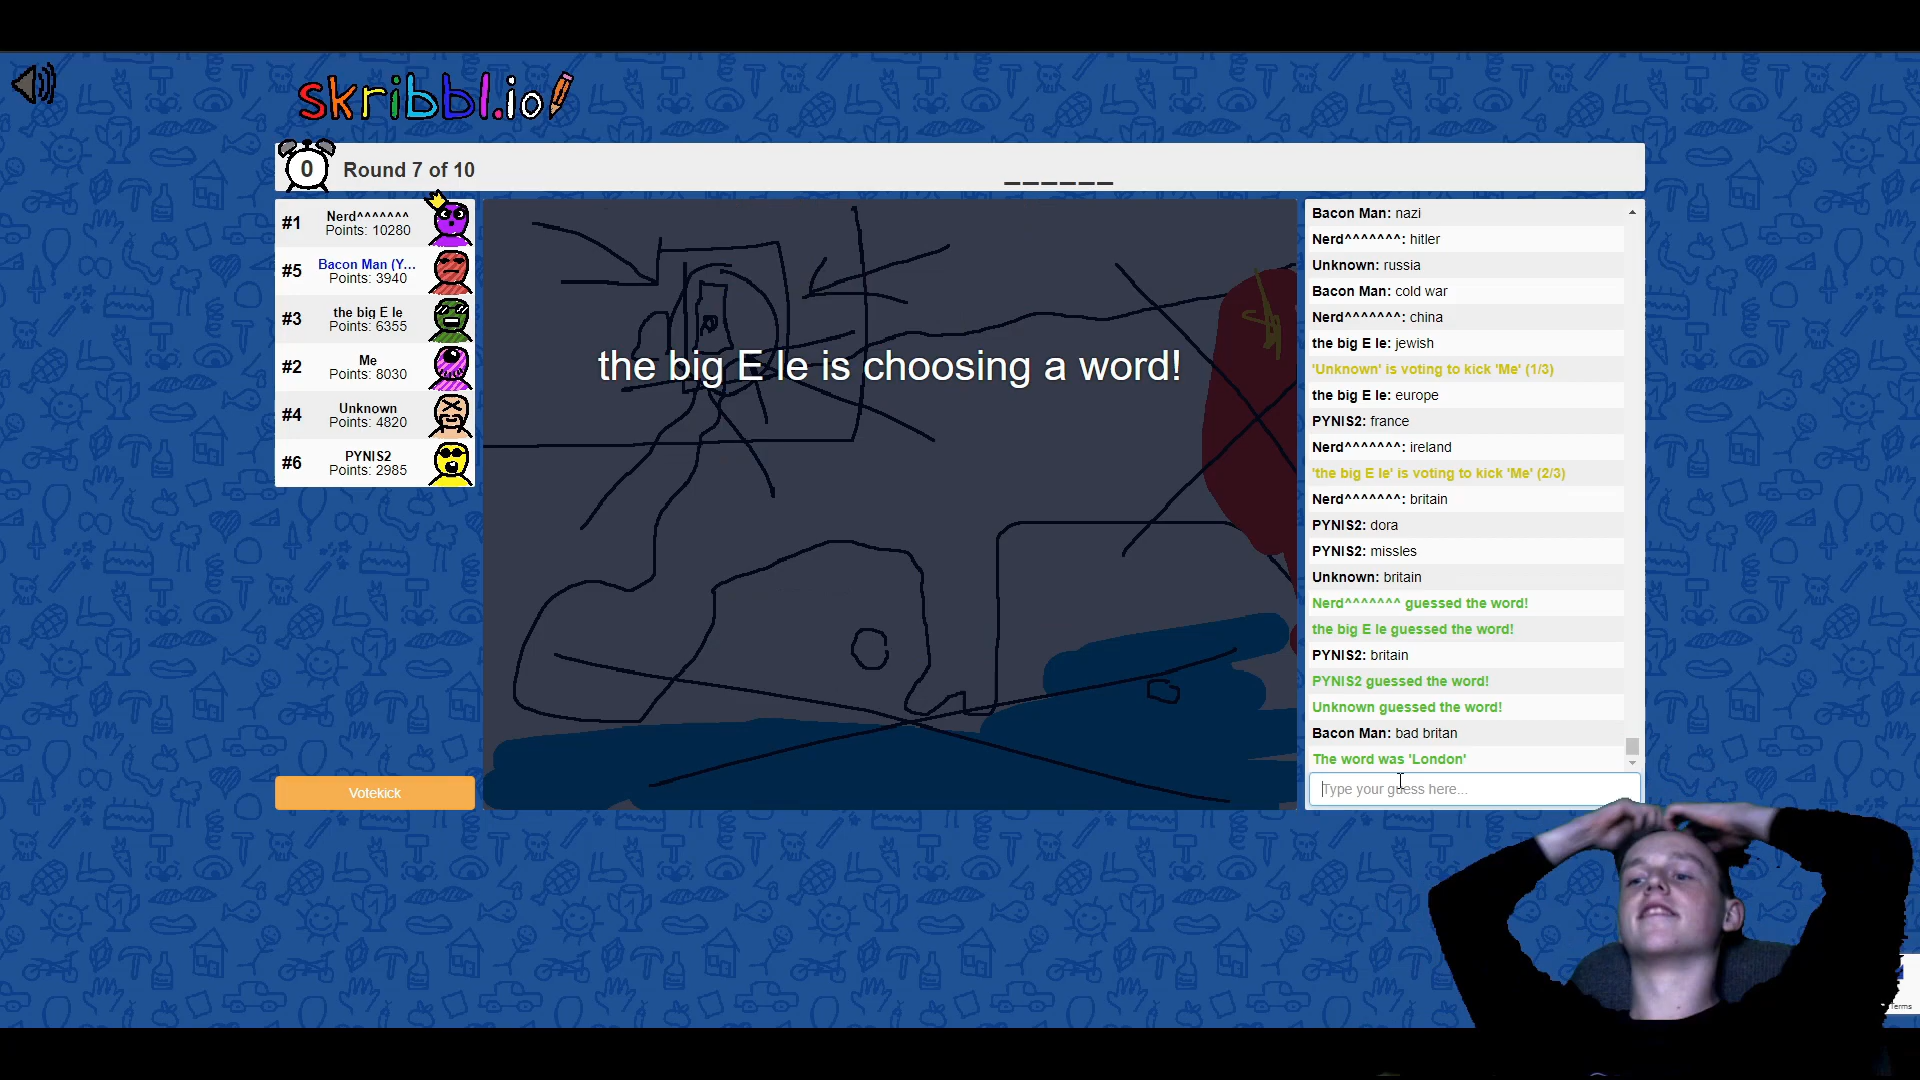 skribbl.io
0
Round 7 of 10
______
#1
Nerd^^^^^^^
Points: 10280
#5
Bacon Man (Y...
Points: 3940
#3
the big E le
Points: 6355
#2
Me
Points: 8030
#4
Unknown
Points: 4820
#6
PYNIS2
Points: 2985
Votekick
the big E le is choosing a word!
Bacon Man: nazi
Nerd^^^^^^^: hitler
Unknown: russia
Bacon Man: cold war
Nerd^^^^^^^: china
the big E le: jewish
'Unknown' is voting to kick 'Me' (1/3)
the big E le: europe
PYNIS2: france
Nerd^^^^^^^: ireland
'the big E le' is voting to kick 'Me' (2/3)
Nerd^^^^^^^: britain
PYNIS2: dora
PYNIS2: missles
Unknown: britain
Nerd^^^^^^^ guessed the word!
the big E le guessed the word!
PYNIS2: britain
PYNIS2 guessed the word!
Unknown guessed the word!
Bacon Man: bad britan
The word was 'London'
Type your guess here...
Terms